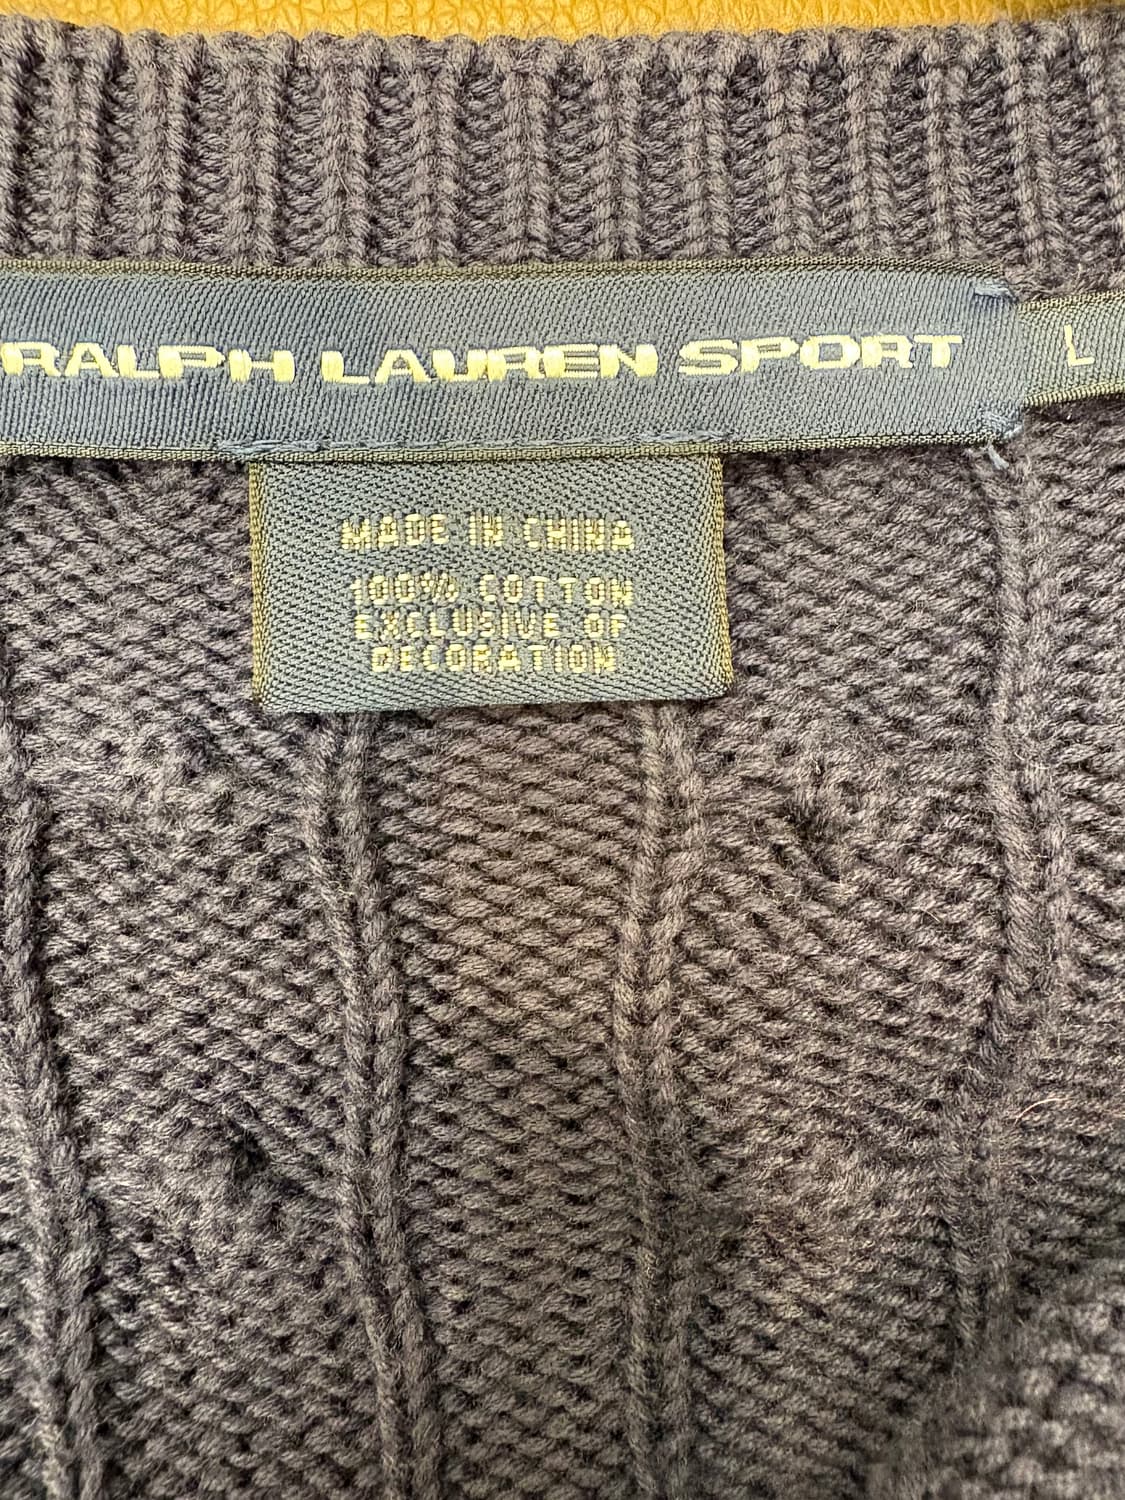 RALPH LAUREN SPORT
L
MADE IN CHINA
100% COTTON
EXCLUSIVE OF
DECORATION